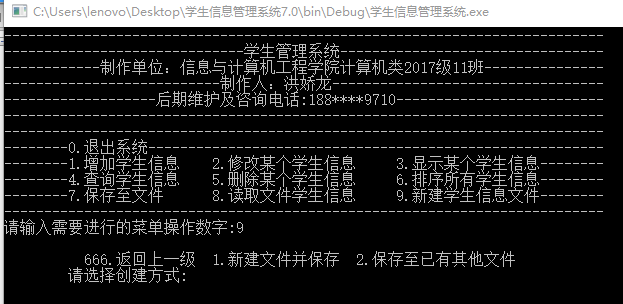 C:\Users\lenovo\Desktop\学生信息管理系统7.0\bin\Debug\学生信息管理系统.exe
---------------------------------------------------------------------------
------------------------------学生管理系统---------------------------------
------------制作单位：信息与计算机工程学院计算机类2017级11班---------------
---------------------------制作人：洪娇龙----------------------------------
-------------------后期维护及咨询电话:188****9710--------------------------
---------------------------------------------------------------------------
---------------------------------------------------------------------------
--------0.退出系统---------------------------------------------------------
--------1.增加学生信息    2.修改某个学生信息     3.显示某个学生信息--------
--------4.查询学生信息    5.删除某个学生信息     6.排序所有学生信息--------
--------7.保存至文件      8.读取文件学生信息     9.新建学生信息文件--------
---------------------------------------------------------------------------
请输入需要进行的菜单操作数字:9
666.返回上一级  1.新建文件并保存  2.保存至已有其他文件
请选择创建方式: